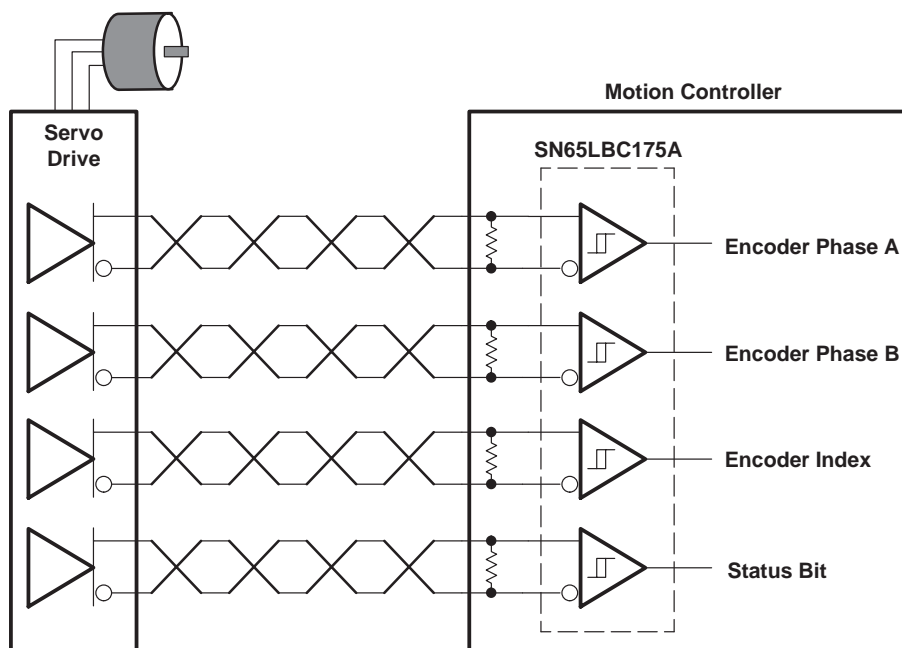 Servo
Drive
Motion Controller
SN65LBC175A
Encoder Phase A
Encoder Phase B
Encoder Index
Status Bit